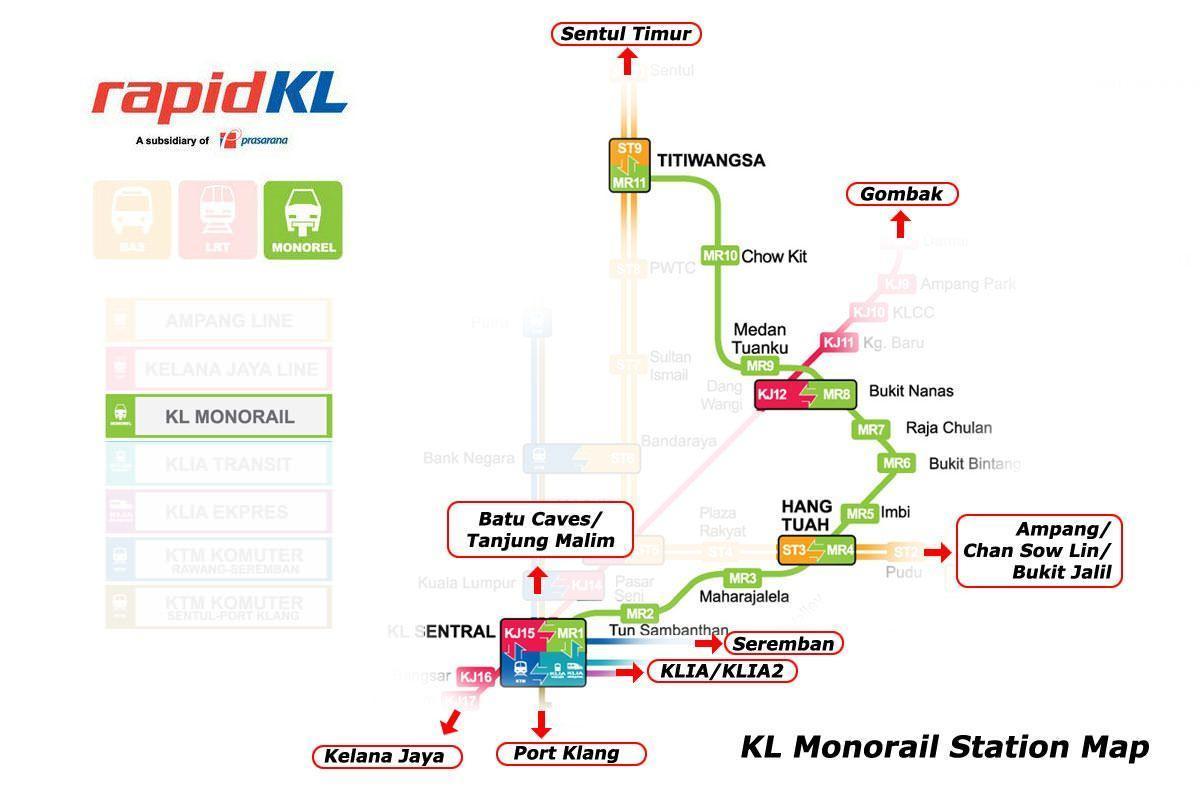 Sentul Timur
Sentul
rapidKL
A subsidiary of prasarana
ST9
MR11
TITIWANGSA
Gombak
BAS
LRT
MONOREL
MR10 Chow Kit
ST8 PWTC
KJ9 Ampang Park
KJ10 KLCC
KJ11 Kg. Baru
AMPANG LINE
KELANA JAYA LINE
KL MONORAIL
KLIA TRANSIT
KLIA EKPRES
KTM KOMUTER
RAWANG-SEREMBAN
KTM KOMUTER
SENTUL-PORT KLANG
Putra
Medan
Tuanku
MR9
ST7
Sultan
Ismail
Dang
Wangi
KJ12
MR8
Bukit Nanas
MR7
Raja Chulan
Bandaraya
Bank Negara
ST6
MR6
Bukit Bintang
Batu Caves/
Tanjung Malim
Plaza
Rakyat
HANG
TUAH
MR5 Imbi
ST5
ST4
ST3
MR4
ST2
Pudu
Ampang/
Chan Sow Lin/
Bukit Jalil
Kuala Lumpur
KJ14
Pasar
Seni
MR3
Maharajalela
MR2
Tun Sambanthan
KL SENTRAL
KJ15
MR1
Seremban
KLIA/KLIA2
KJ16
KJ17
Kelana Jaya
Port Klang
KL Monorail Station Map